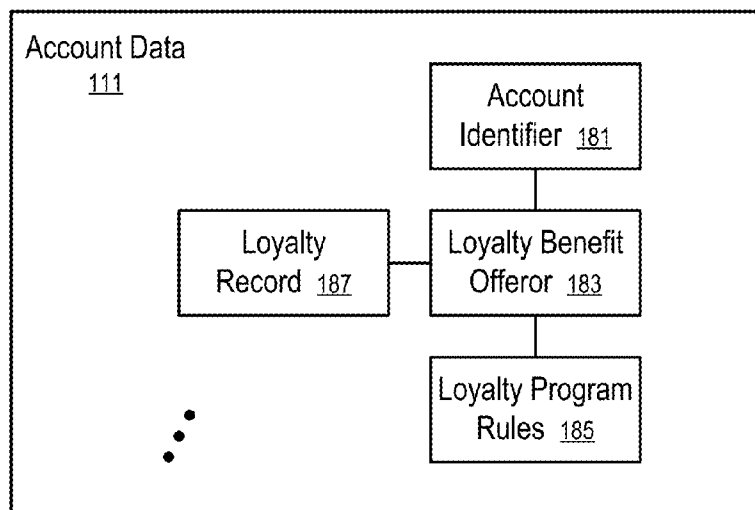 Account Data
111
Account
Identifier 181
Loyalty
Record 187
Loyalty Benefit
Offeror 183
Loyalty Program
Rules 185